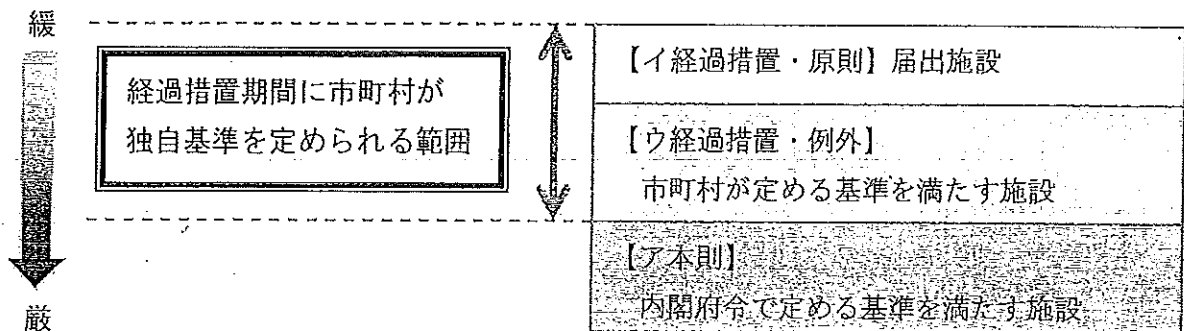 緩
経過措置期間に市町村が
独自基準を定められる範囲
厳
【イ経過措置・原則】届出施設
【ウ経過措置・例外】
市町村が定める基準を満たす施設
【ア本則】
内閣府令で定める基準を満たす施設